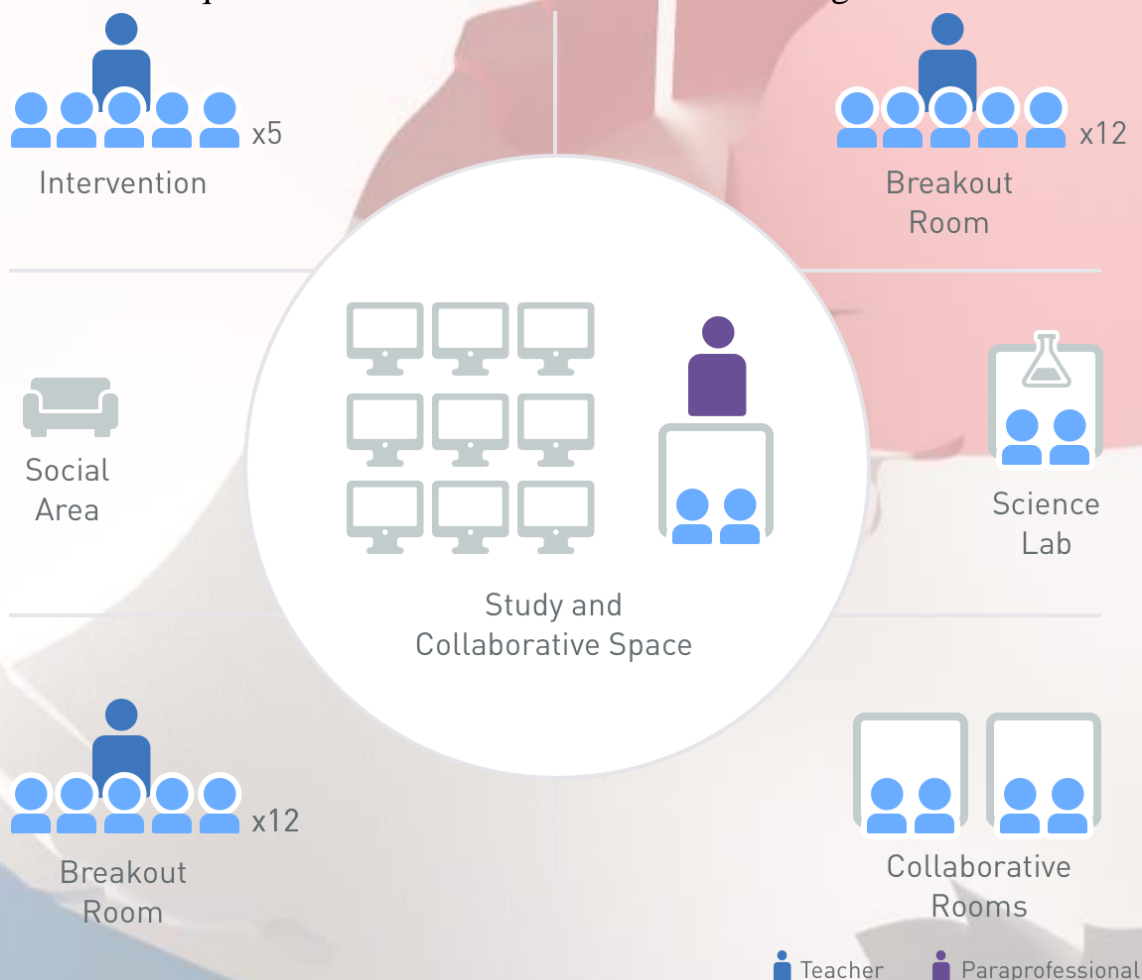 x5
Intervention
x12
Breakout
Room
Social
Area
Science
Lab
Study and
Collaborative Space
x12
Breakout
Room
Collaborative
Rooms
Teacher
Paraprofessional